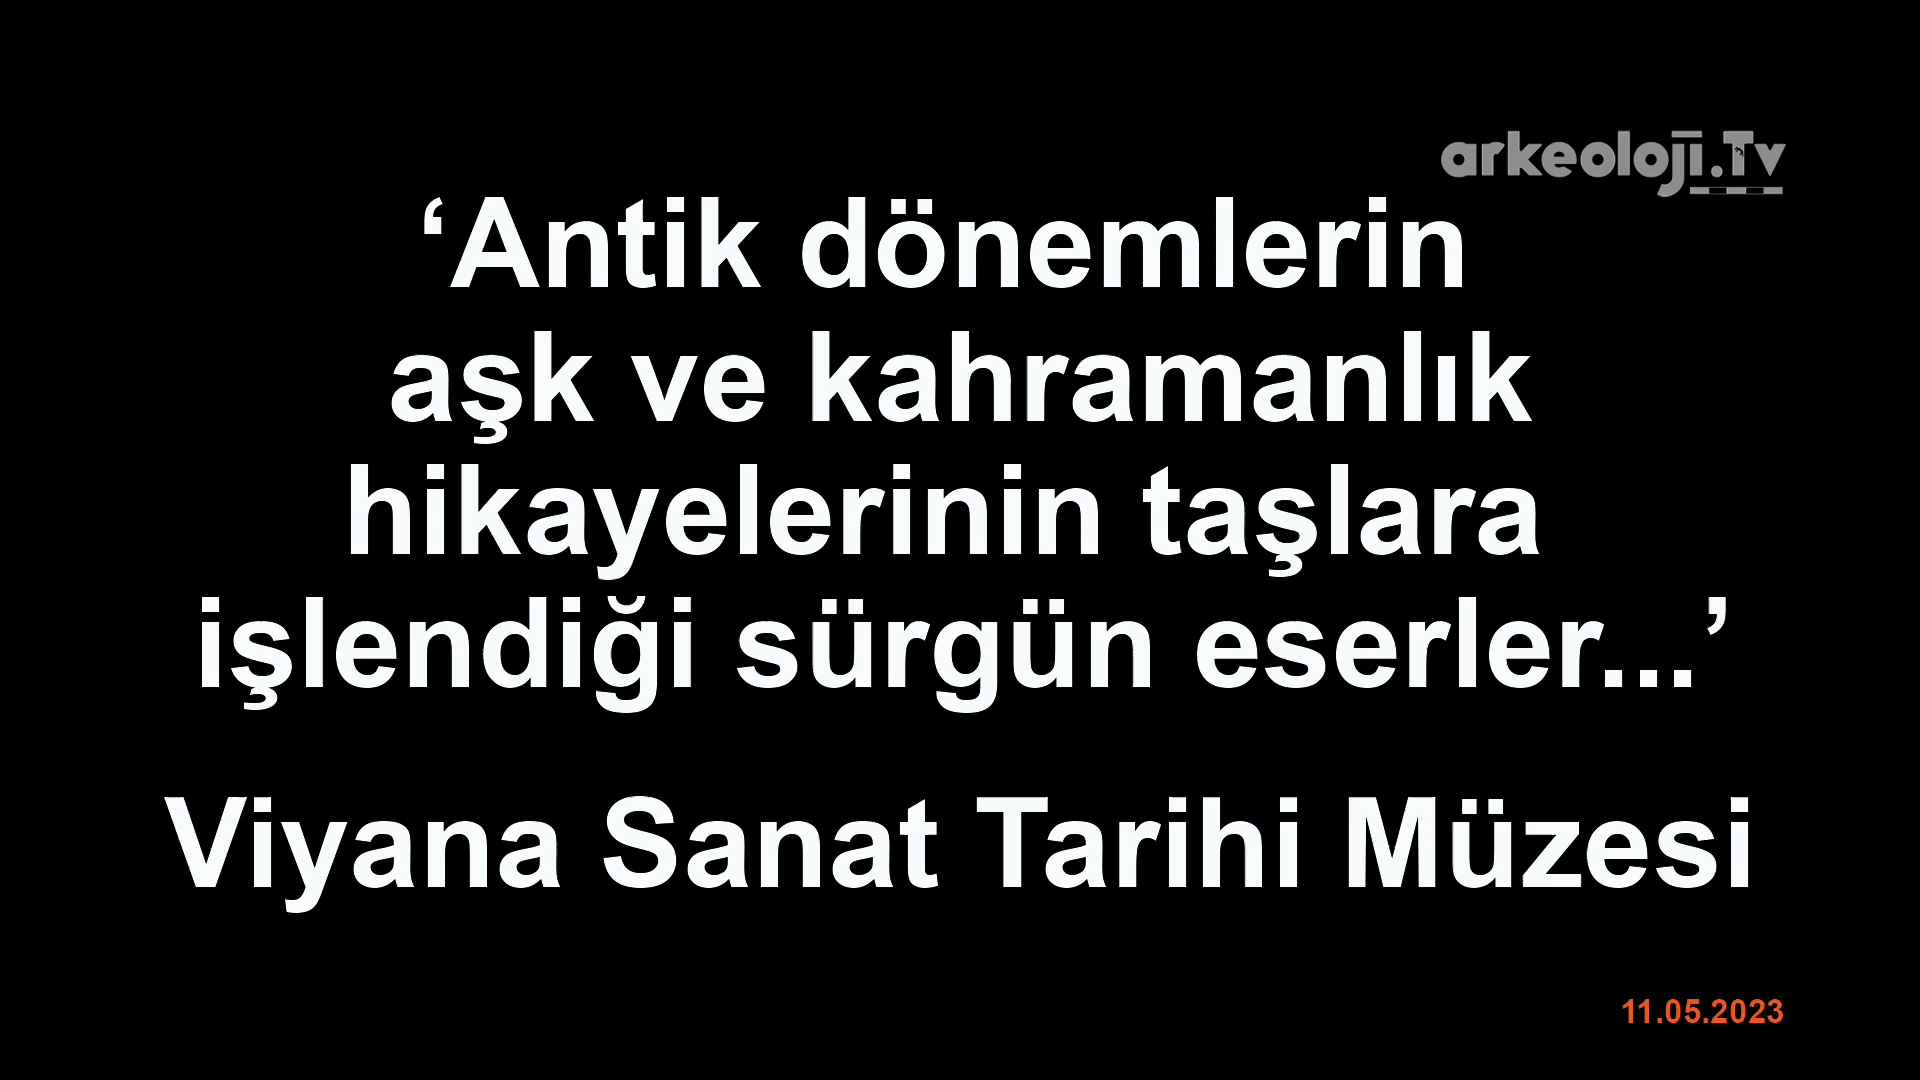 arkeoloji.Tv
‘Antik dönemlerin
aşk ve kahramanlık
hikayelerinin taşlara
işlendiği sürgün eserler...’
Viyana Sanat Tarihi Müzesi
11.05.2023